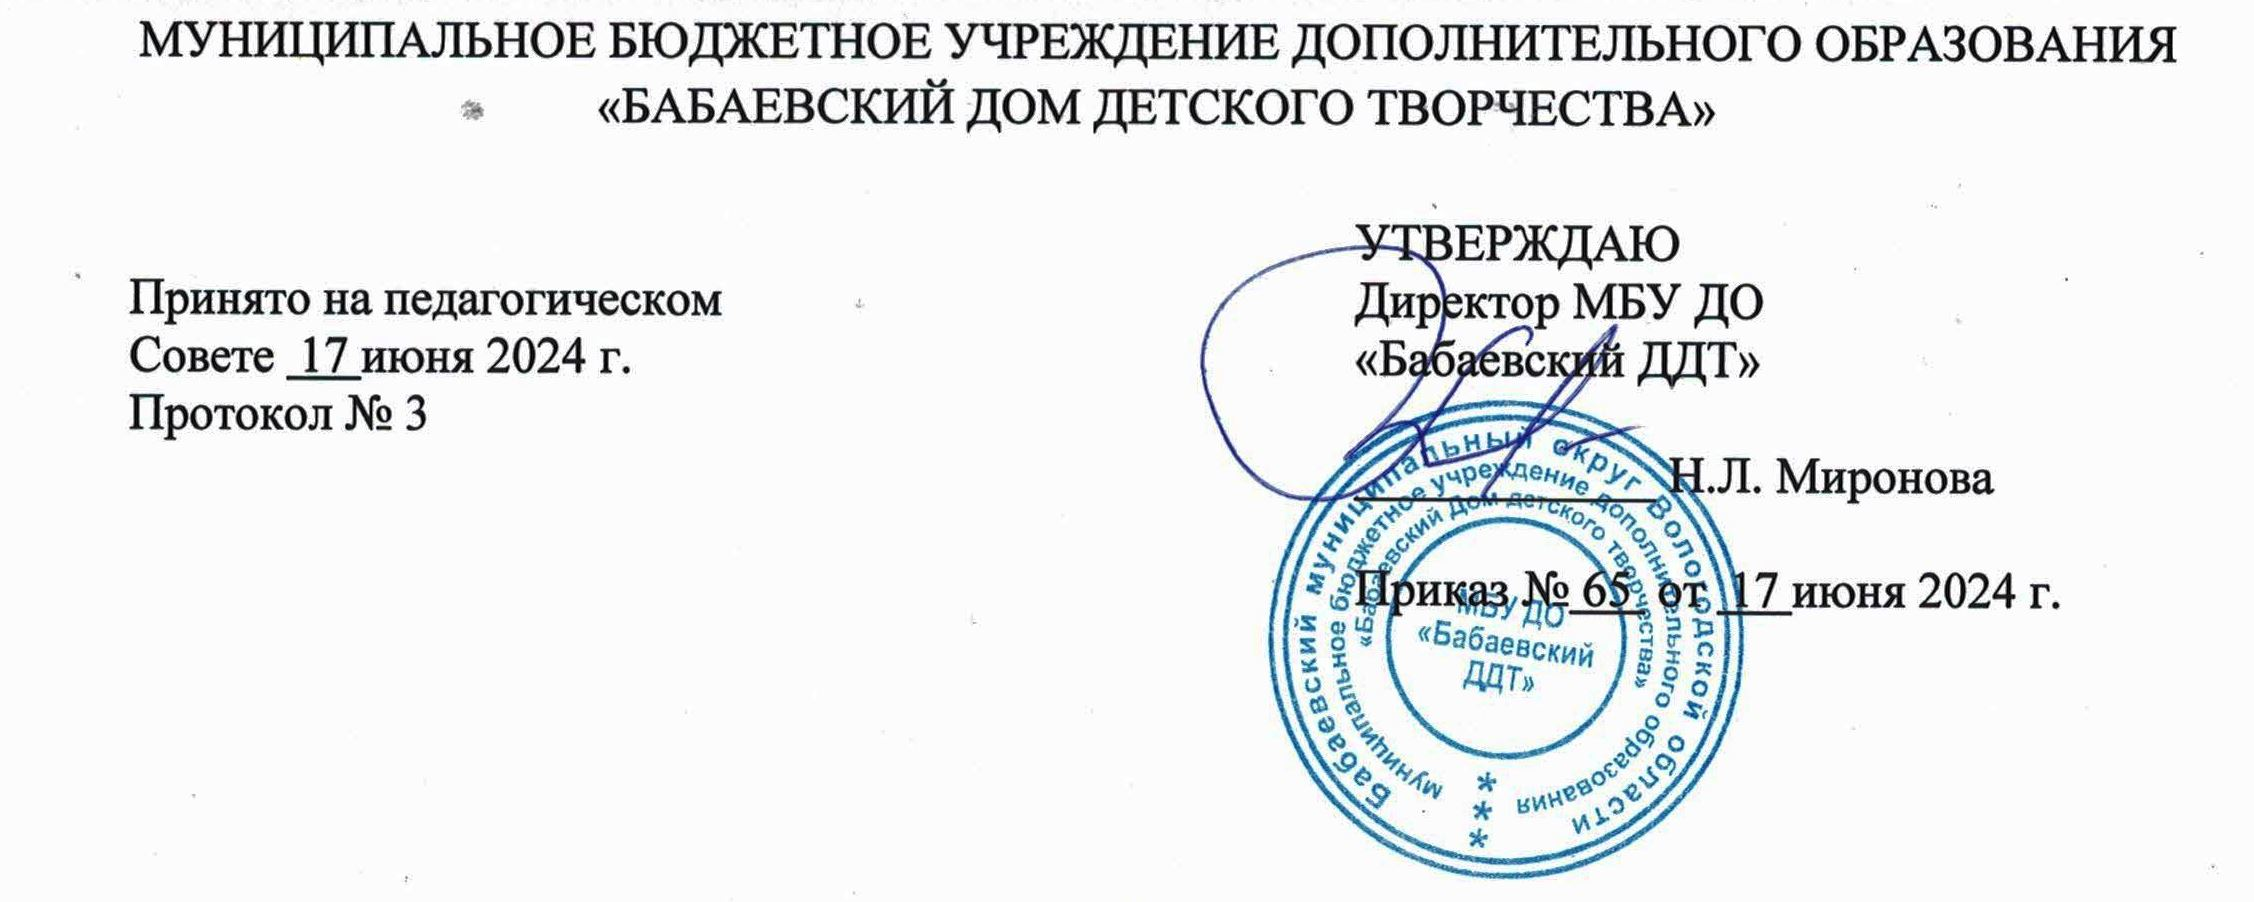 МУНИЦИПАЛЬНОЕ БЮДЖЕТНОЕ УЧРЕЖДЕНИЕ ДОПОЛНИТЕЛЬНОГО ОБРАЗОВАНИЯ
«БАБАЕВСКИЙ ДОМ ДЕТСКОГО ТВОРЧЕСТВА»
Принято на педагогическом
Совете 17 июня 2024 г.
Протокол № 3
УТВЕРЖДАЮ
Директор МБУ ДО
«Бабаевский ДДТ»
Н.Л. Миронова
Приказ № 65 от 17 июня 2024 г.
Бабаевский муниципальный округ Вологодской области
муниципальное бюджетное учреждение дополнительного образования
«Бабаевский Дом детского творчества»
МБУ ДО
«Бабаевский
ДДТ»
* * *